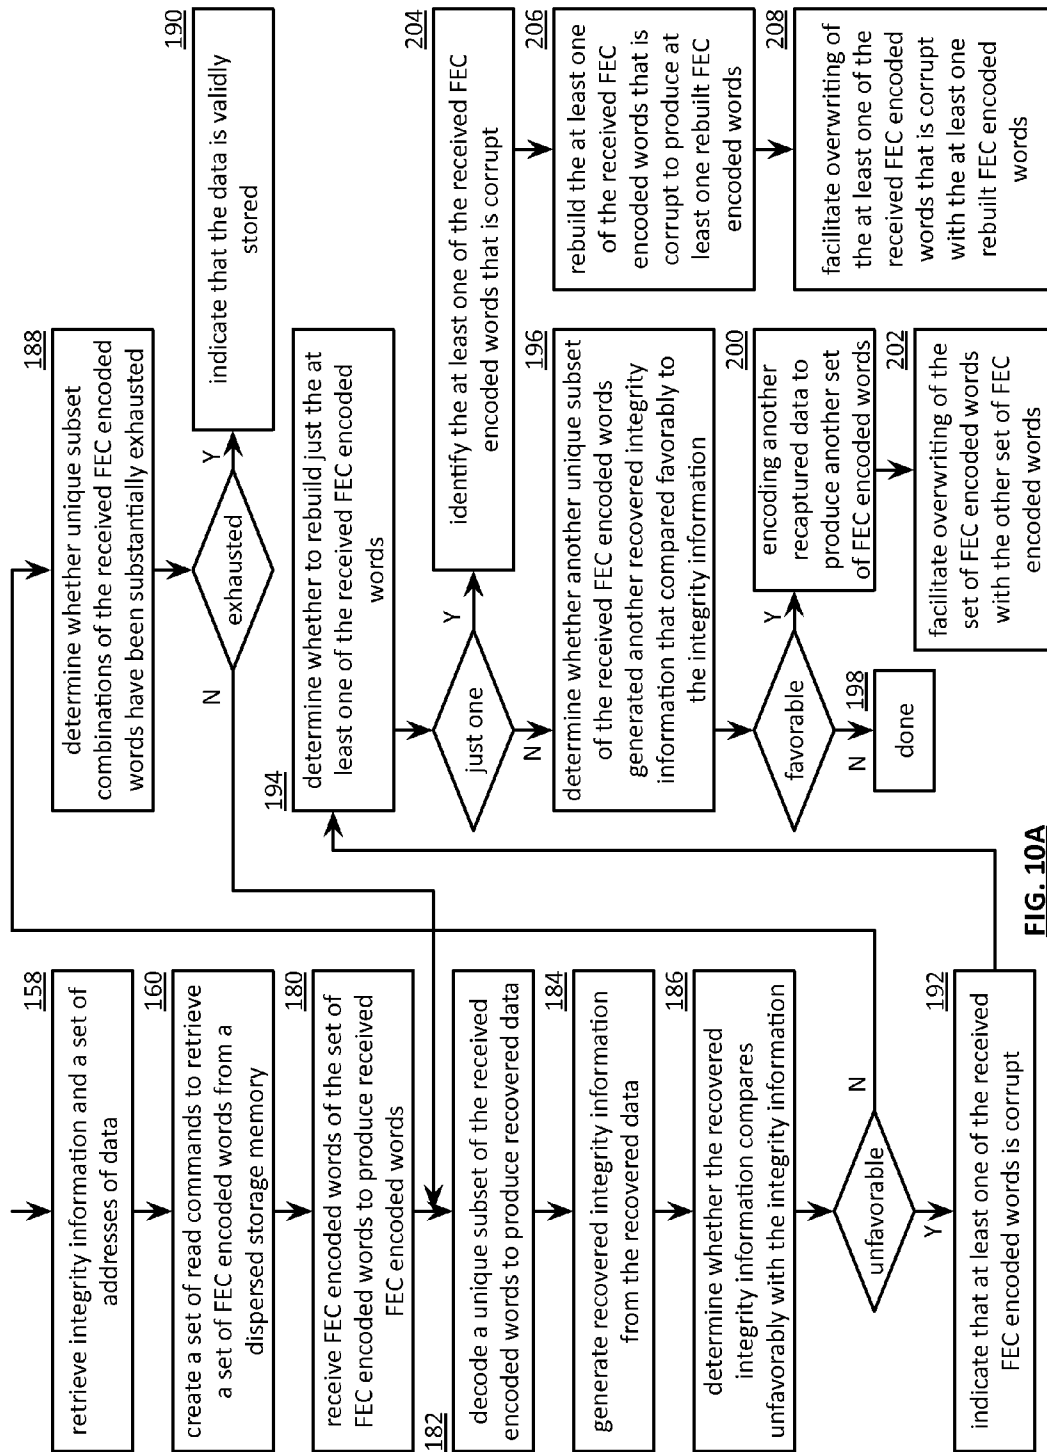 158
retrieve integrity information and a set of
addresses of data
160
create a set of read commands to retrieve
a set of FEC encoded words from a
dispersed storage memory
180
receive FEC encoded words of the set of
FEC encoded words to produce received
FEC encoded words
182
decode a unique subset of the received
encoded words to produce recovered data
184
generate recovered integrity information
from the recovered data
186
determine whether the recovered
integrity information compares
unfavorably with the integrity information
unfavorable
N
Y
192
indicate that at least one of the received
FEC encoded words is corrupt
188
determine whether unique subset
combinations of the received FEC encoded
words have been substantially exhausted
exhausted
N
Y
190
indicate that the data is validly
stored
194
determine whether to rebuild just the at
least one of the received FEC encoded
words
just one
Y
N
204
identify the at least one of the received FEC
encoded words that is corrupt
206
rebuild the at least one
of the received FEC
encoded words that is
corrupt to produce at
least one rebuilt FEC
encoded words
208
facilitate overwriting of
the at least one of the
received FEC encoded
words that is corrupt
with the at least one
rebuilt FEC encoded
words
196
determine whether another unique subset
of the received FEC encoded words
generated another recovered integrity
information that compared favorably to
the integrity information
favorable
Y
N
198
done
200
encoding another
recaptured data to
produce another set
of FEC encoded words
202
facilitate overwriting of the
set of FEC encoded words
with the other set of FEC
encoded words
FIG. 10A